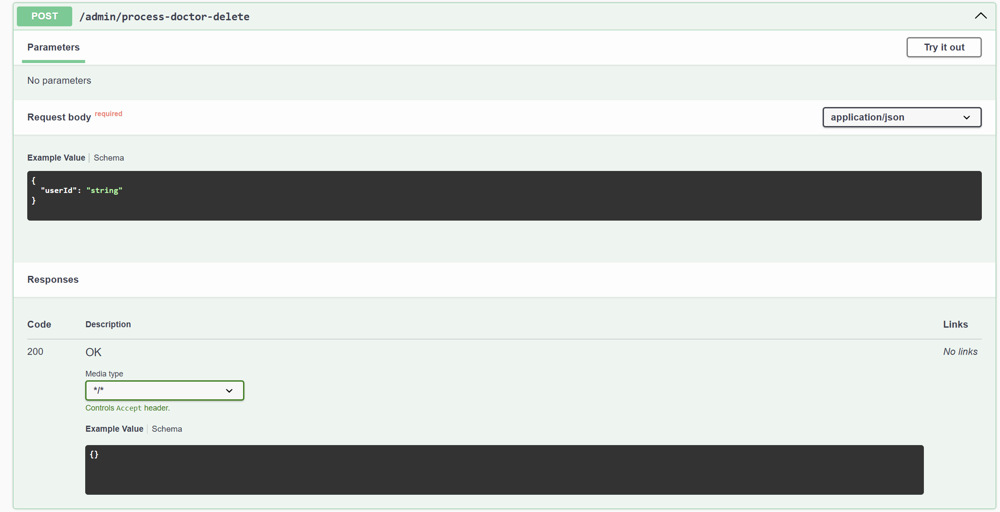 POST /admin/process-doctor-delete
Parameters
Try it out
No parameters
Request body required
application/json
Example Value | Schema
{
  "userId": "string"
}
Responses
Code Description Links
200 OK No links
Media type
*/*
Controls Accept header.
Example Value | Schema
{}